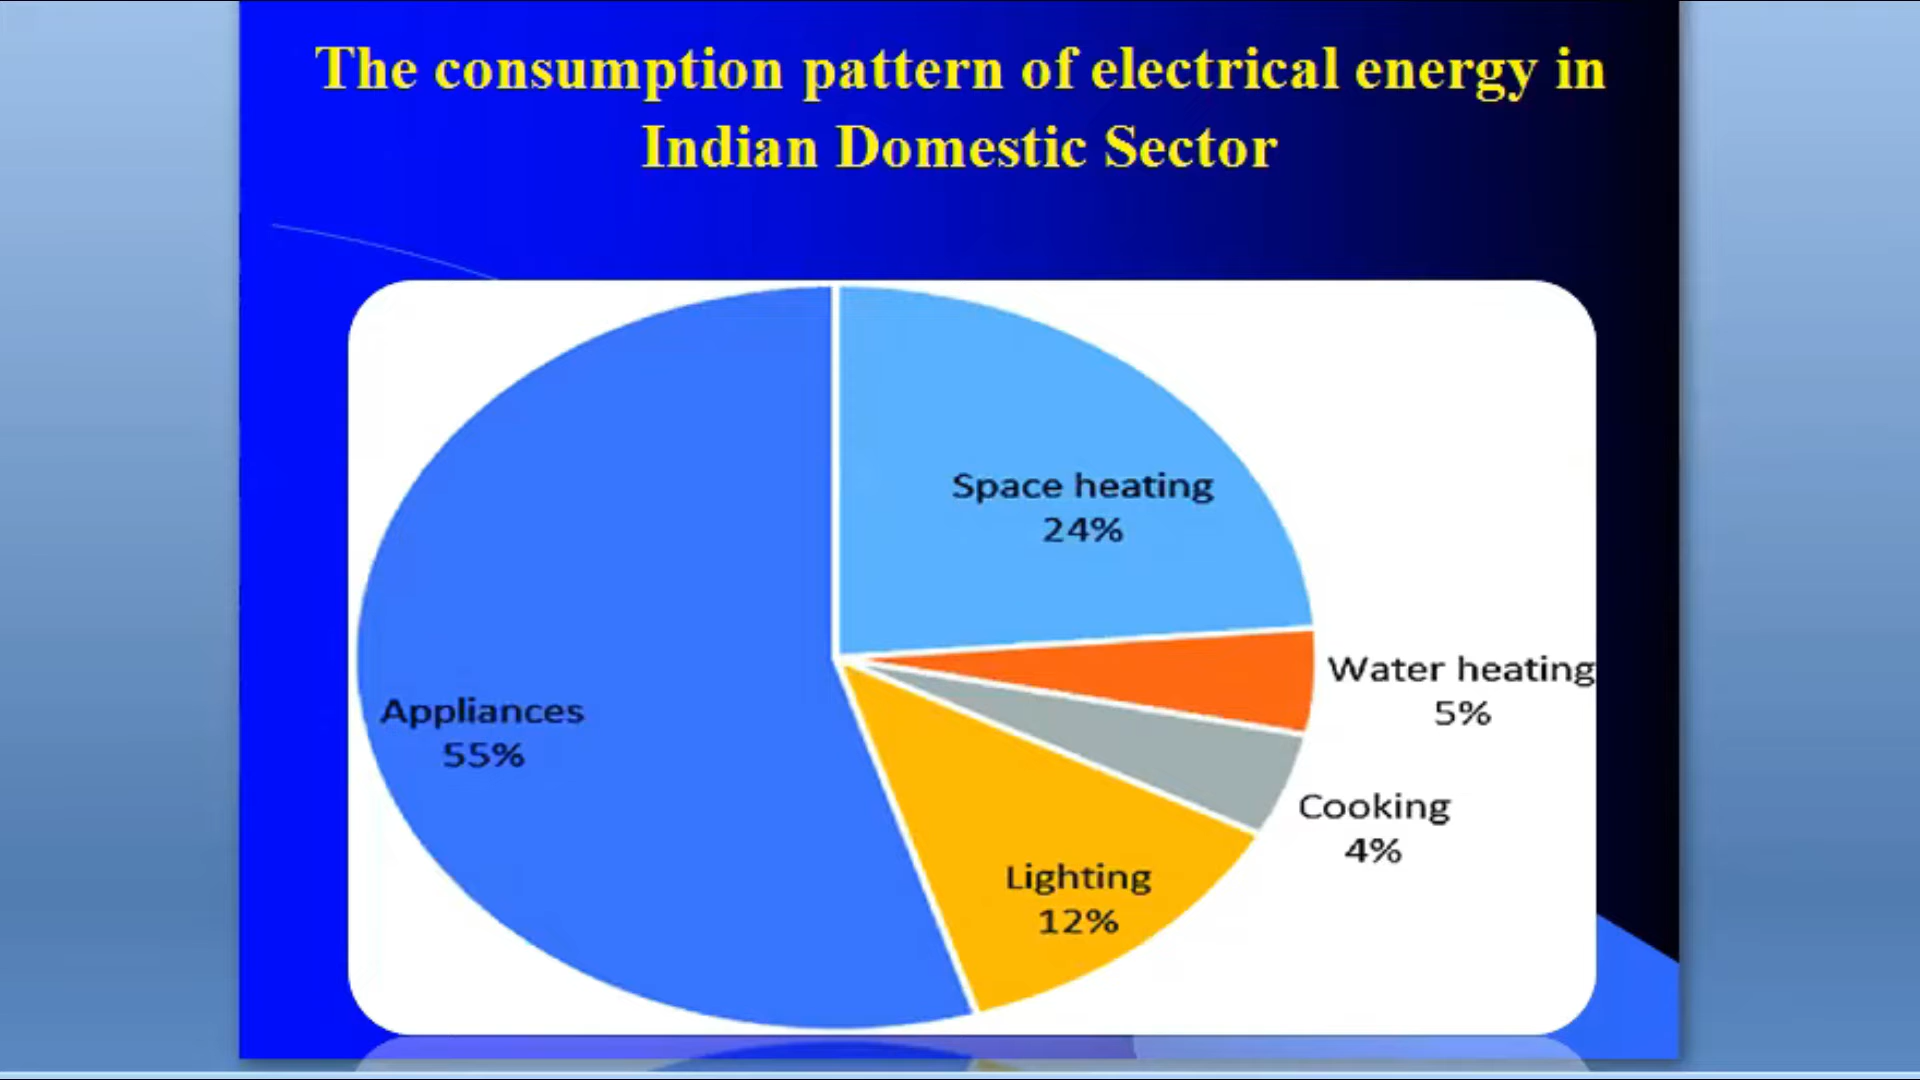 The consumption pattern of electrical energy in
Indian Domestic Sector
Space heating
24%
Water heating
5%
Appliances
55%
Cooking
4%
Lighting
12%